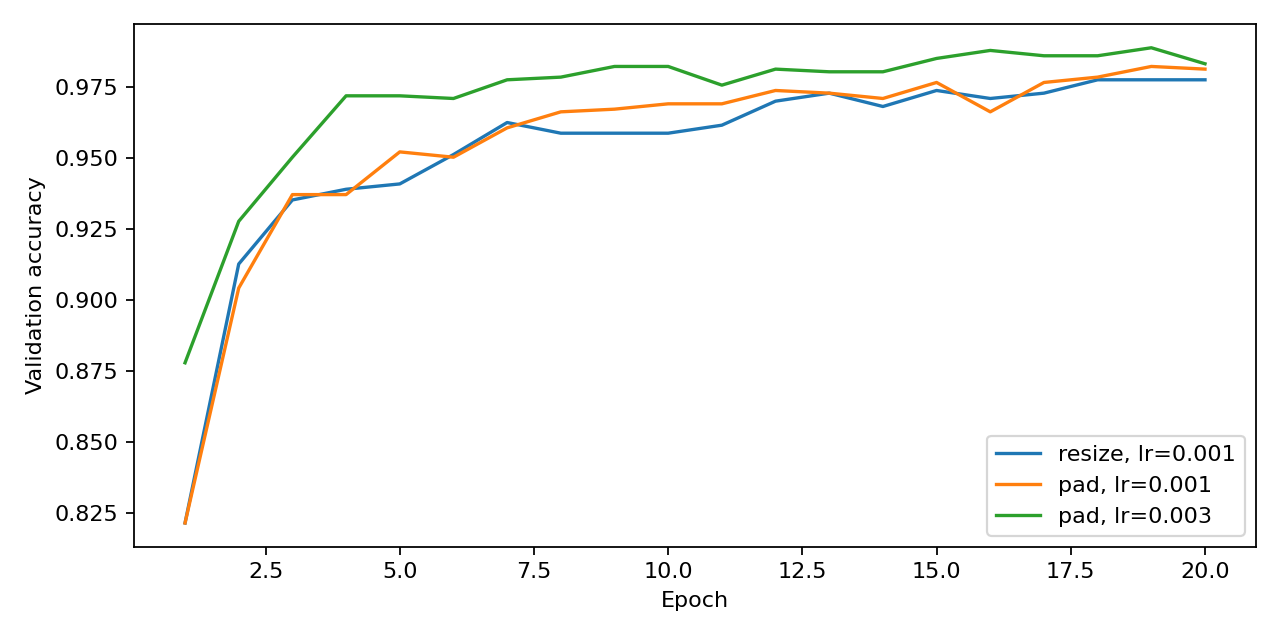 0.975
0.950
0.925
0.900
0.875
0.850
0.825
Validation accuracy
resize, lr=0.001
pad, lr=0.001
pad, lr=0.003
2.5 5.0 7.5 10.0 12.5 15.0 17.5 20.0
Epoch